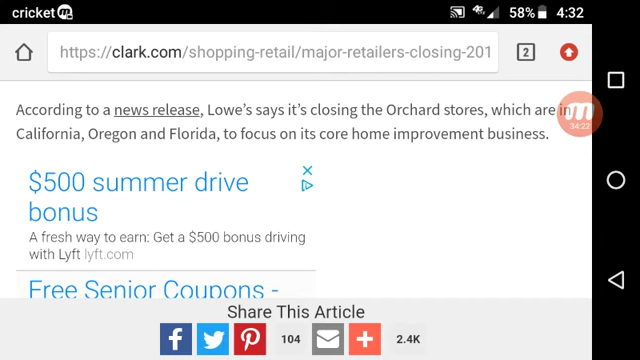 cricket
4G
58%
4:32
https://clark.com/shopping-retail/major-retailers-closing-201
2
According to a news release, Lowe's says it's closing the Orchard stores, which are in
California, Oregon and Florida, to focus on its core home improvement business.
34:22
$500 summer drive
bonus
A fresh way to earn: Get a $500 bonus driving
with Lyft lyft.com
Free Senior Coupons -
Share This Article
104
2.4K